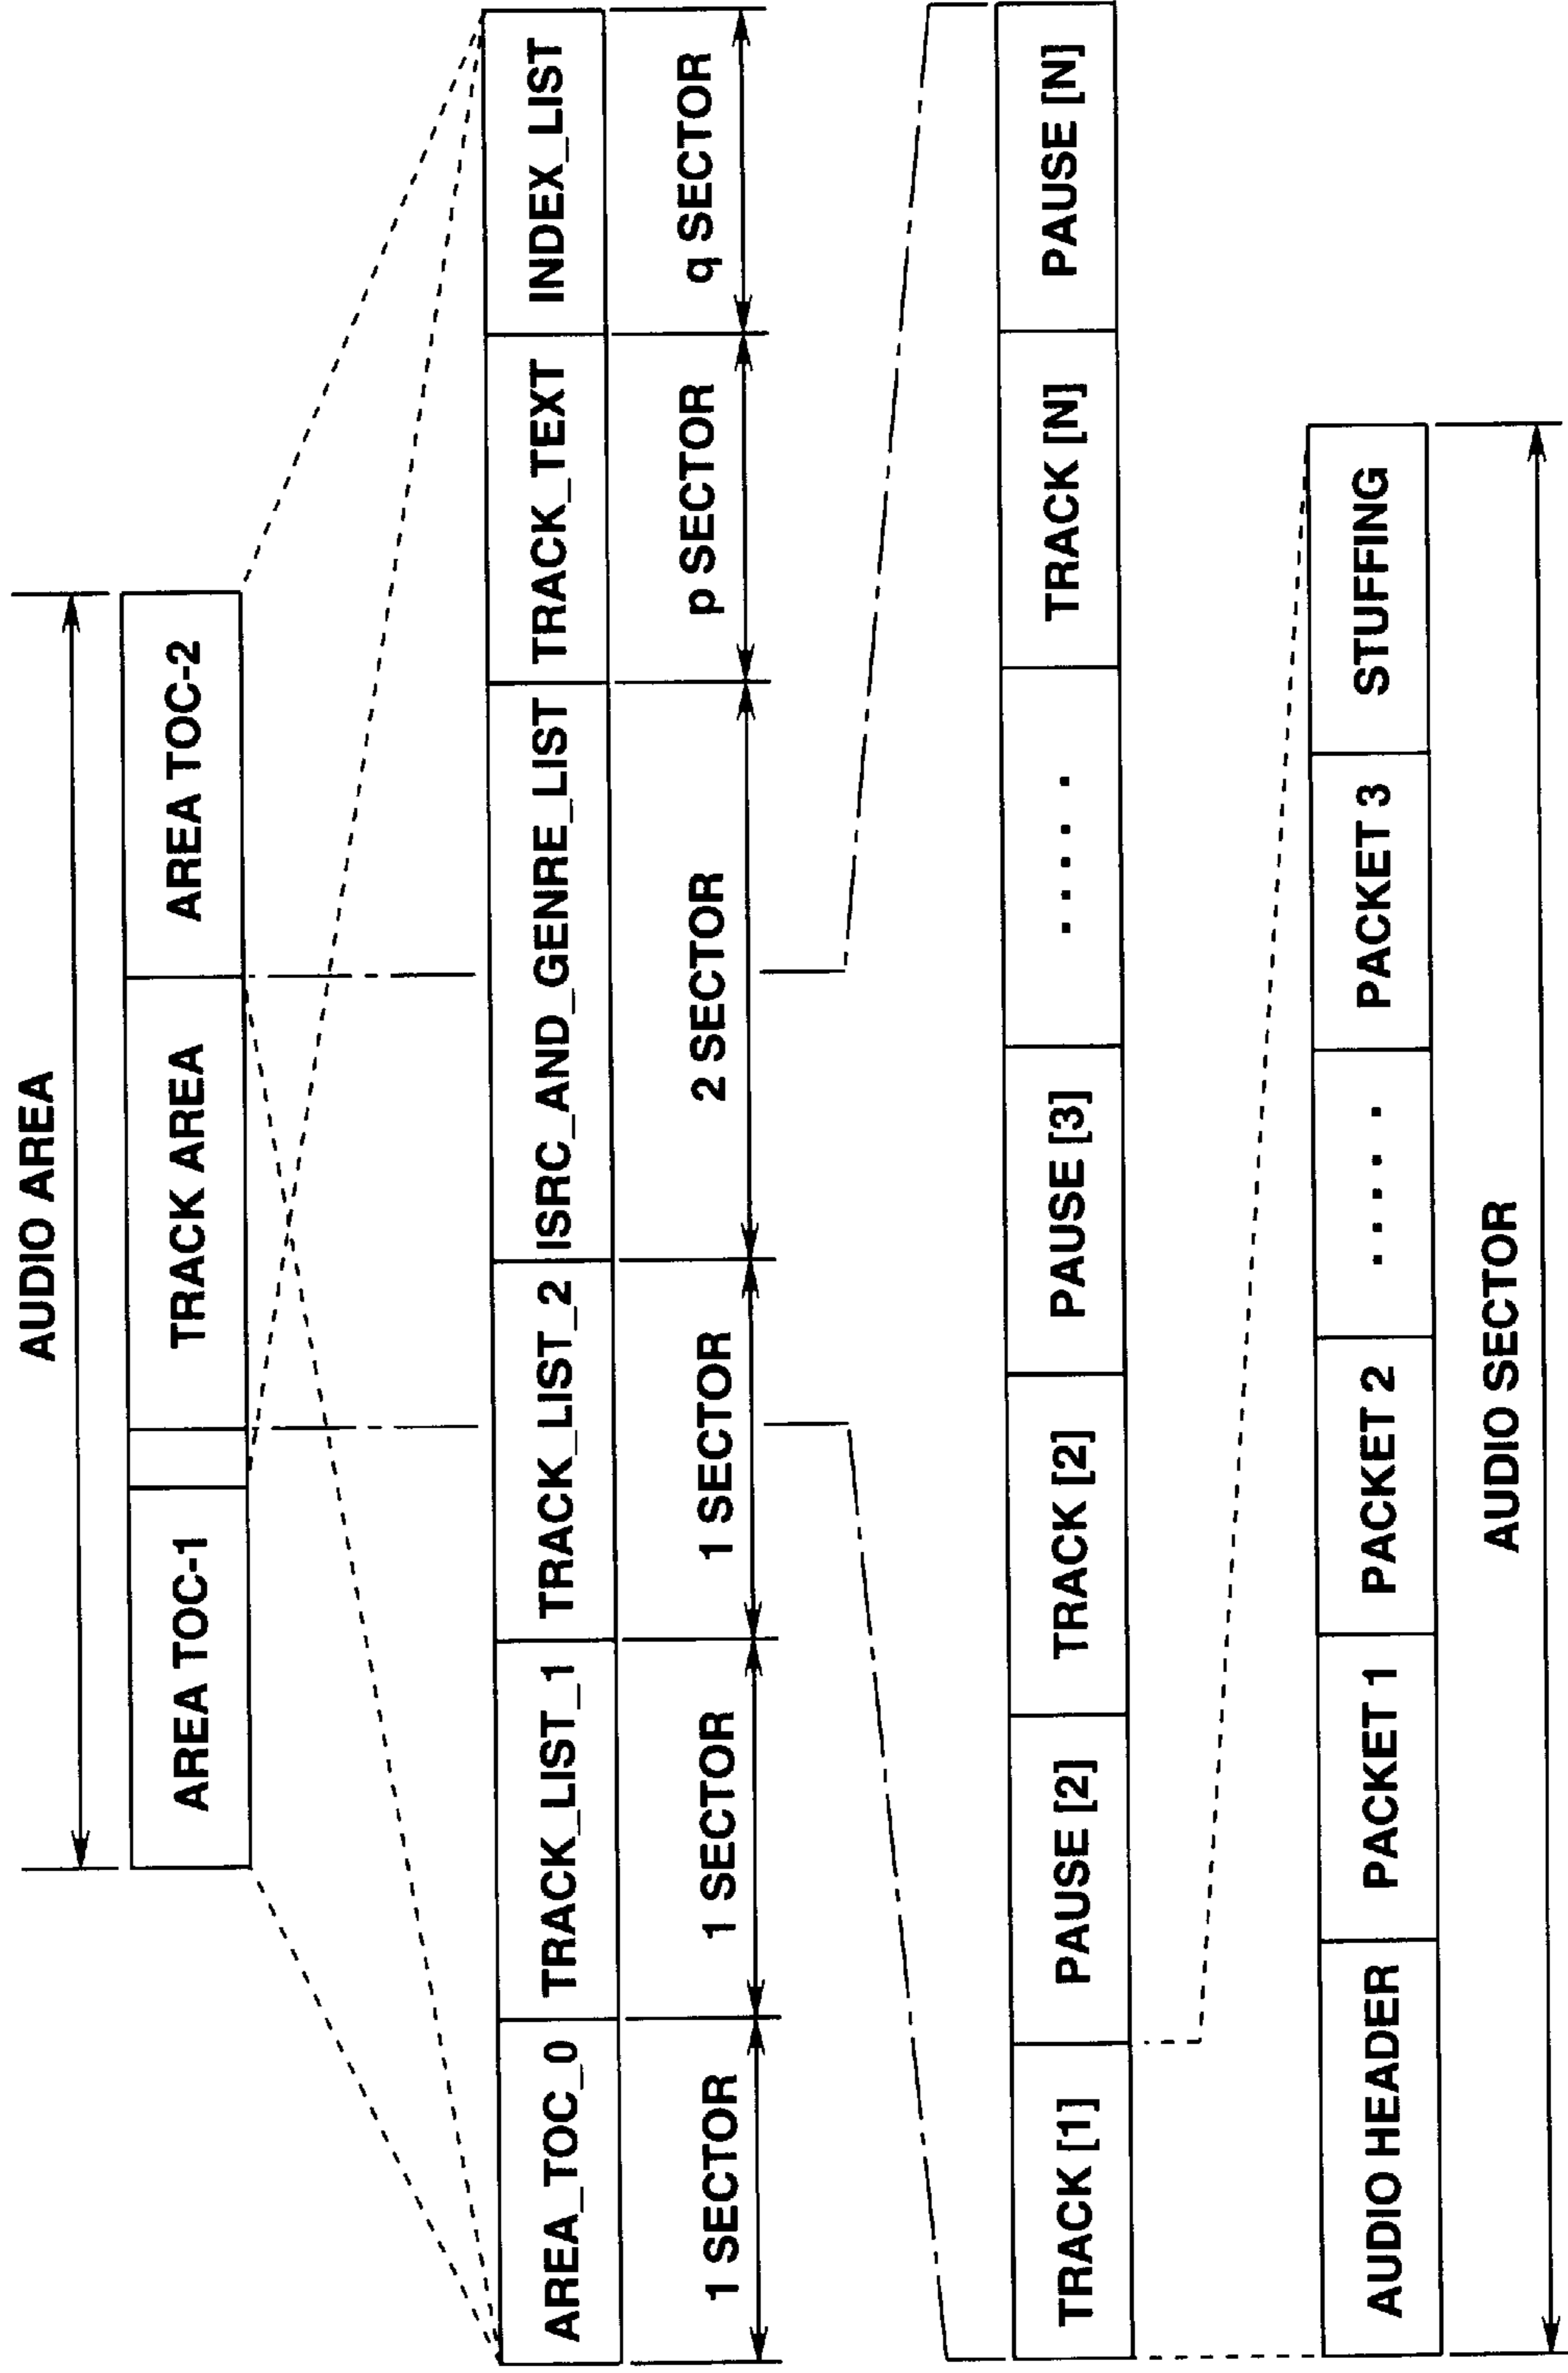 AUDIO AREA
AREA TOC-1
TRACK AREA
AREA TOC-2
AREA_TOC_0
TRACK_LIST_1
TRACK_LIST_2
ISRC_AND_GENRE_LIST
TRACK_TEXT
INDEX_LIST
1 SECTOR
1 SECTOR
1 SECTOR
2 SECTOR
p SECTOR
q SECTOR
TRACK [1]
PAUSE [2]
TRACK [2]
PAUSE [3]
.....
TRACK [N]
PAUSE [N]
AUDIO HEADER
PACKET 1
PACKET 2
.....
PACKET 3
STUFFING
AUDIO SECTOR